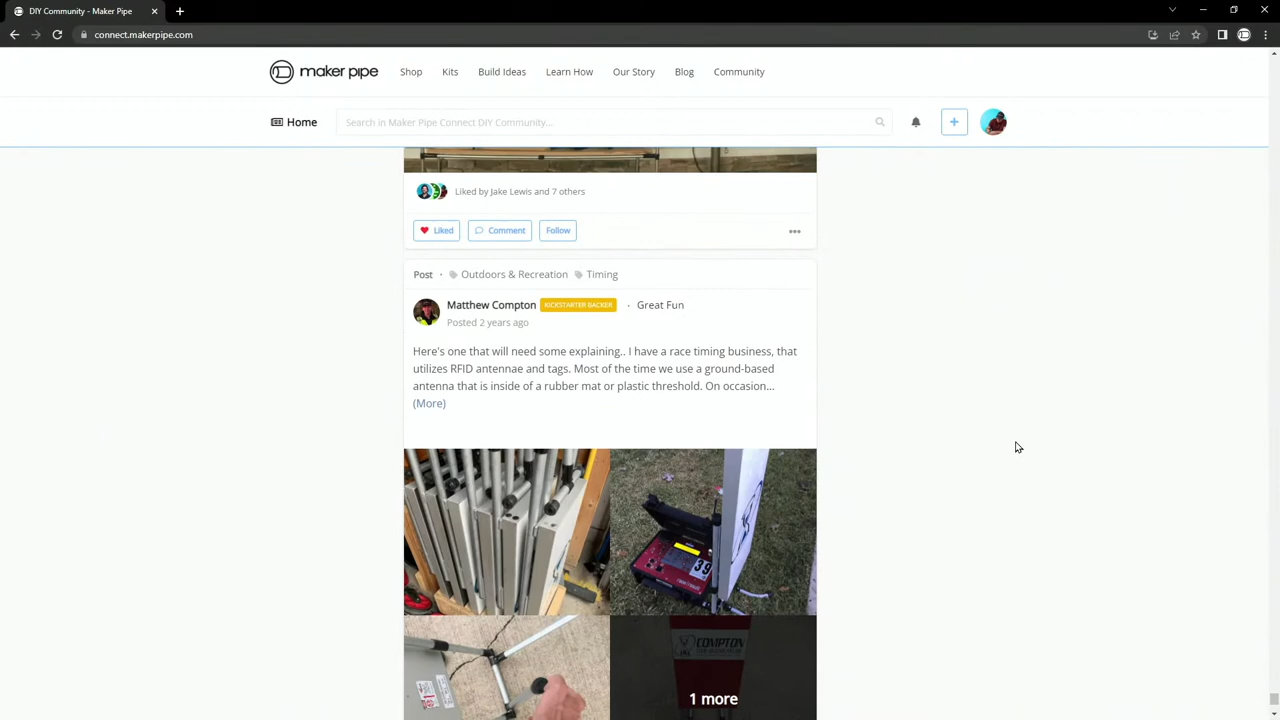 DIY Community - Maker Pipe
connect.makerpipe.com
maker pipe Shop Kits Build Ideas Learn How Our Story Blog Community
Home Search in Maker Pipe Connect DIY Community...
Liked by Jake Lewis and 7 others
Liked Comment Follow
Post · Outdoors & Recreation Timing
Matthew Compton KICKSTARTER BACKER · Great Fun
Posted 2 years ago
Here's one that will need some explaining.. I have a race timing business, that
utilizes RFID antennae and tags. Most of the time we use a ground-based
antenna that is inside of a rubber mat or plastic threshold. On occasion...
(More)
39
COMPTON
1 more